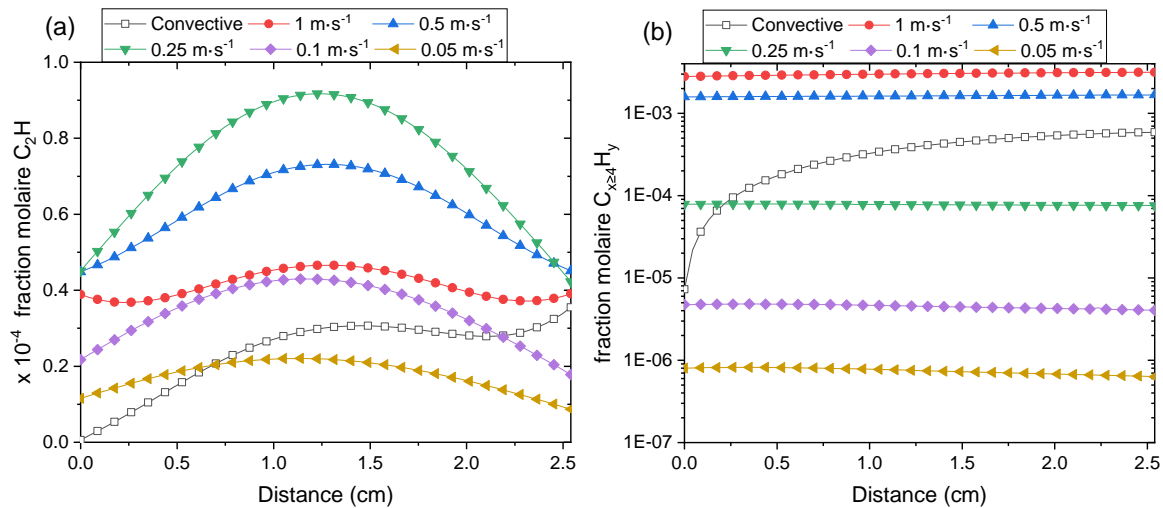 Convective 1 m·s⁻¹ 0.5 m·s⁻¹
0.25 m·s⁻¹ 0.1 m·s⁻¹ 0.05 m·s⁻¹
(a)
x 10⁻⁴ fraction molaire C₂H
1.0
0.8
0.6
0.4
0.2
0.0
0.0 0.5 1.0 1.5 2.0 2.5
Distance (cm)
Convective 1 m·s⁻¹ 0.5 m·s⁻¹
0.25 m·s⁻¹ 0.1 m·s⁻¹ 0.05 m·s⁻¹
(b)
fraction molaire Cₓ≥₄Hᵧ
1E-03
1E-04
1E-05
1E-06
1E-07
0.0 0.5 1.0 1.5 2.0 2.5
Distance (cm)